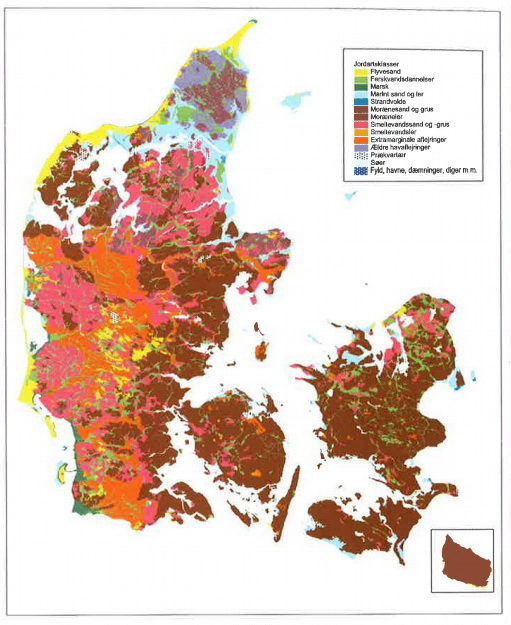 Jordartsklasser
Flyvesand
Ferskvandsdannelser
Marsk
Marint sand og ler
Strandvolde
Morænesand og grus
Moræneler
Smeltevandssand og -grus
Smeltevandsler
Extramarginale aflejringer
Ældre havaflejringer
Prækvartær
Søer
Fyld, havne, dæmninger, diger m.m.